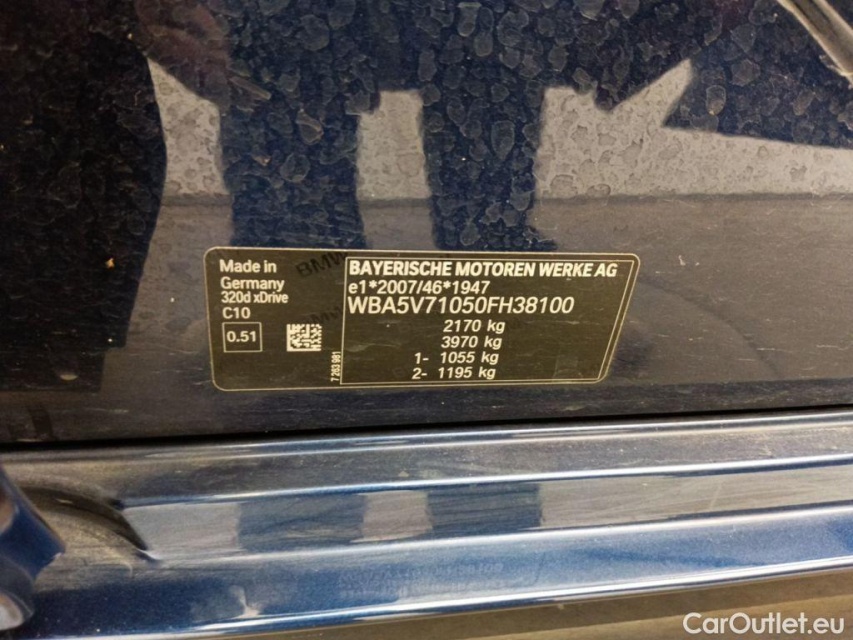 Made in
Germany
320d xDrive
C10
0.51
7 263 981
BAYERISCHE MOTOREN WERKE AG
e1*2007/46*1947
WBA5V71050FH38100
2170 kg
3970 kg
1- 1055 kg
2- 1195 kg
CarOutlet.eu